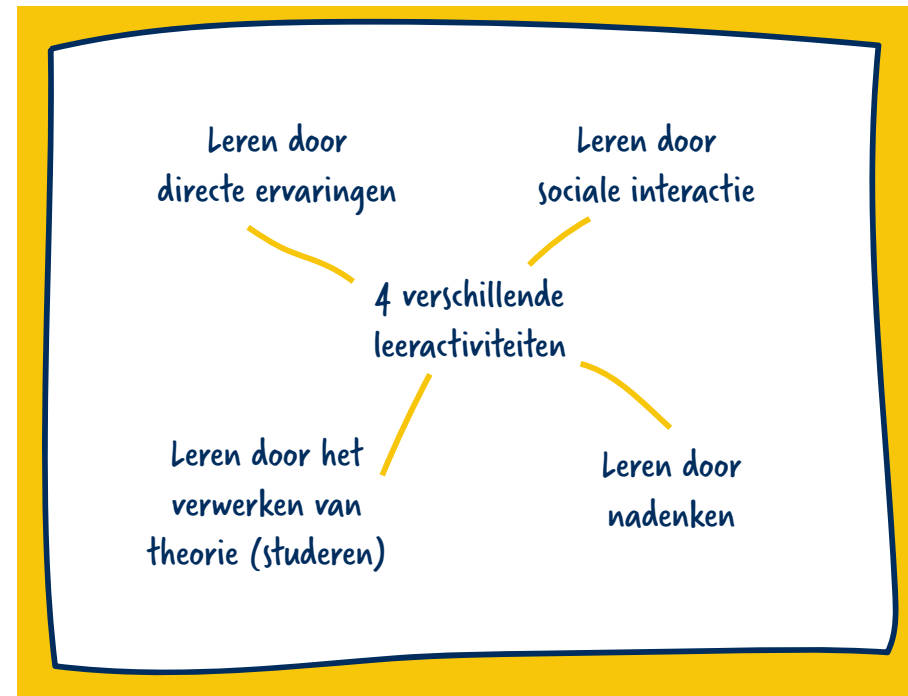 Leren door
directe ervaringen
Leren door
sociale interactie
4 verschillende
leeractiviteiten
Leren door het
verwerken van
theorie (studeren)
Leren door
nadenken